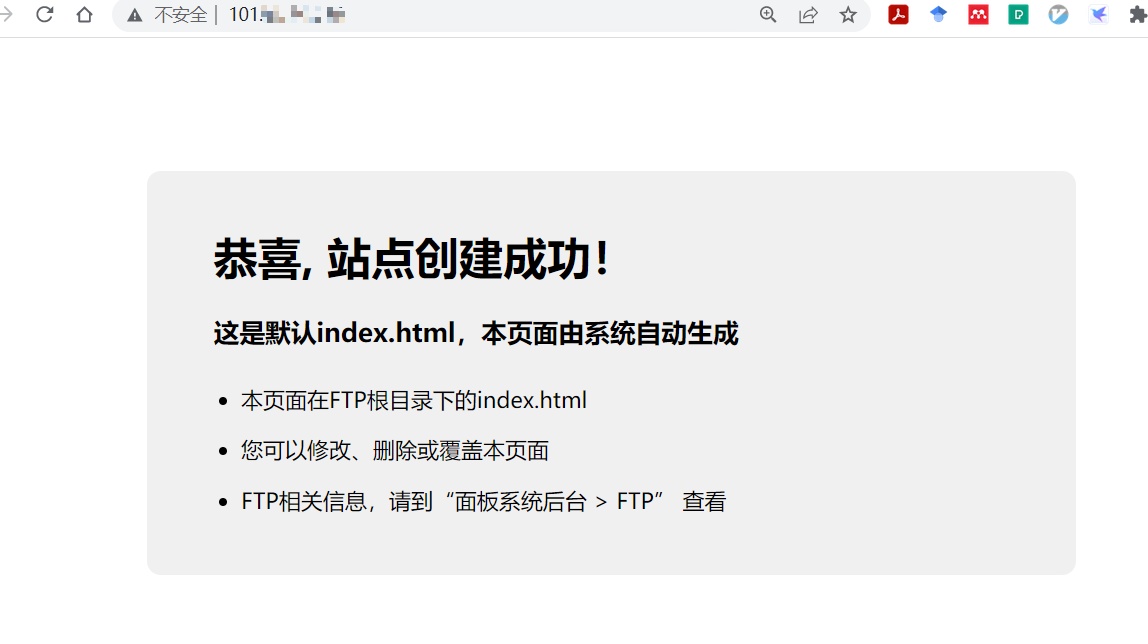 不安全 | 101.
恭喜, 站点创建成功！
这是默认index.html，本页面由系统自动生成
本页面在FTP根目录下的index.html
您可以修改、删除或覆盖本页面
FTP相关信息，请到“面板系统后台 > FTP” 查看